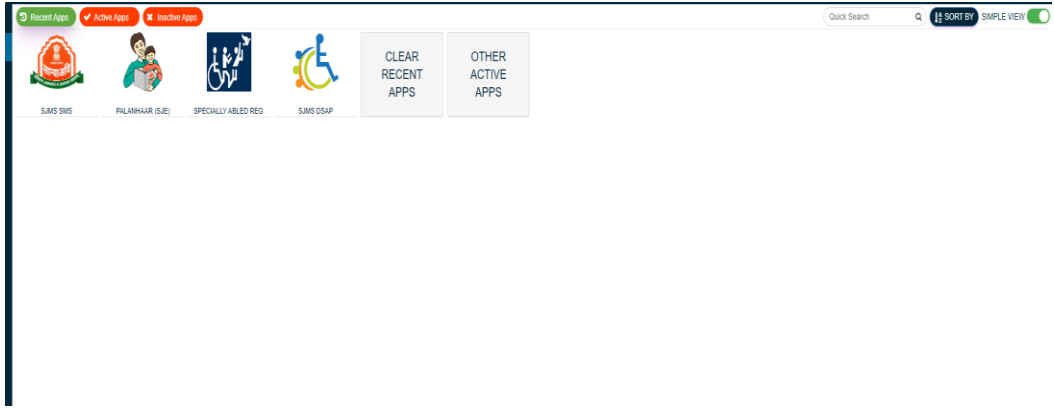 Recent Apps
Active Apps
Inactive Apps
Quick Search
SORT BY
SIMPLE VIEW
CLEAR
RECENT
APPS
OTHER
ACTIVE
APPS
SJMS SMS
PALANHAAR (SJE)
SPECIALLY ABLED REG
SJMS DSAP